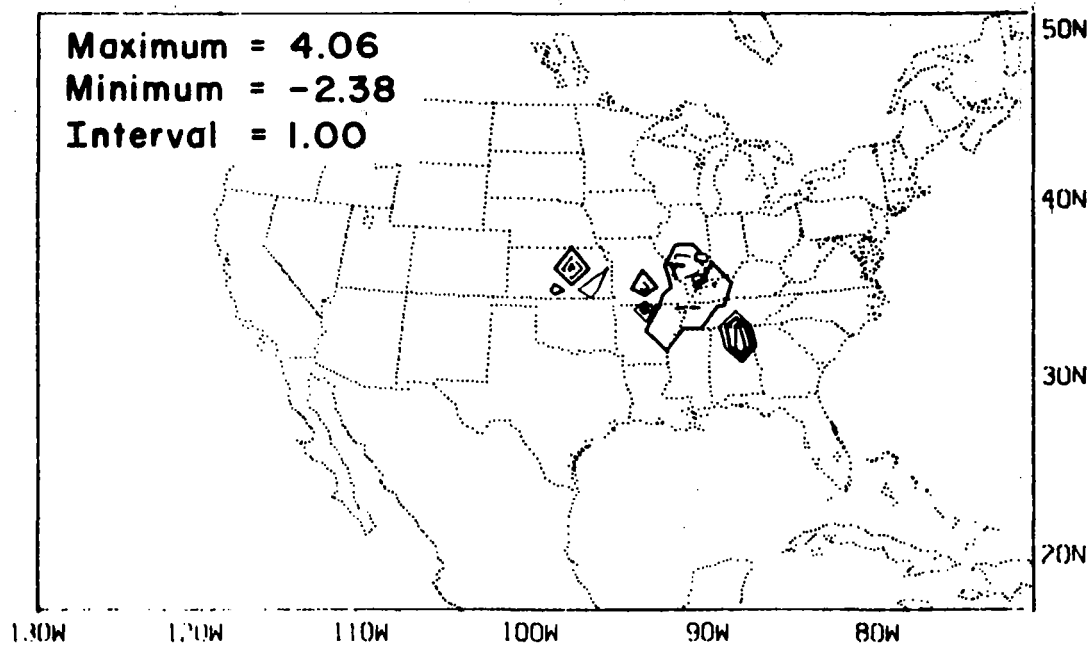 Maximum = 4.06
Minimum = -2.38
Interval = 1.00
50N
40N
30N
20N
130W
120W
110W
100W
90W
80W